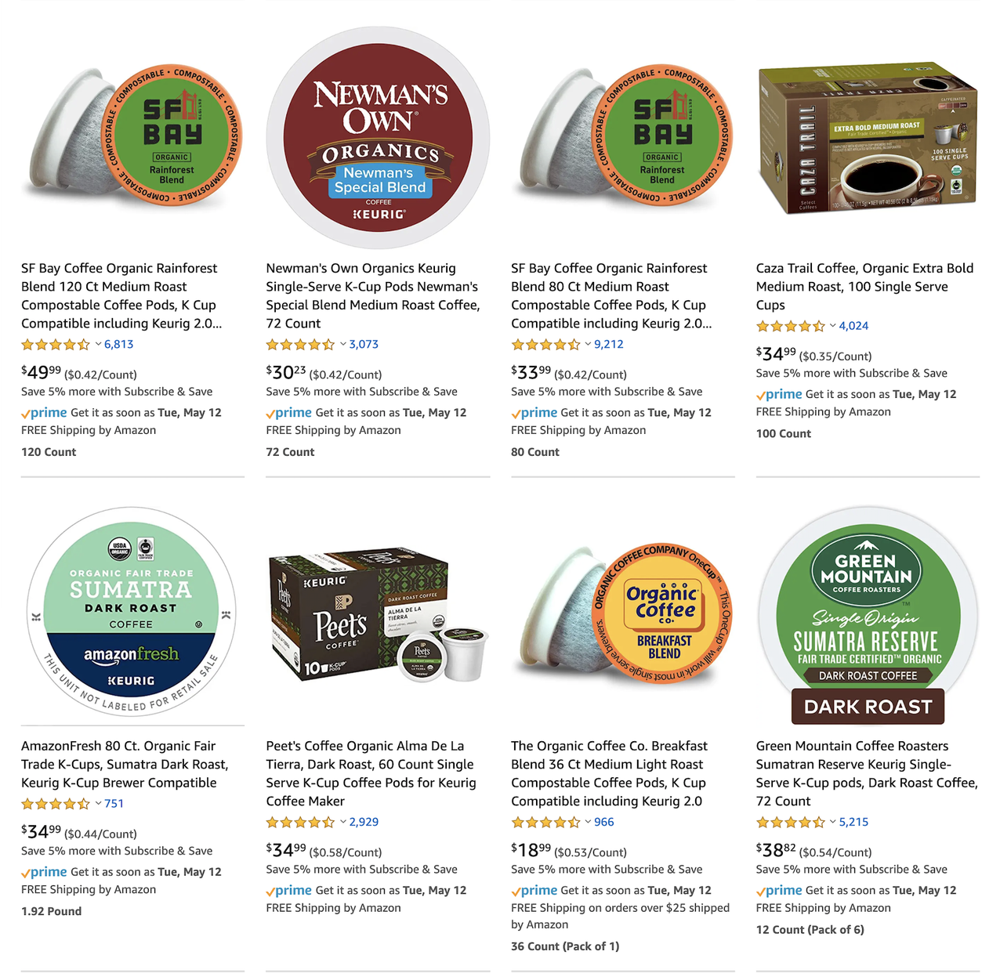 COMPOSTABLE • COMPOSTABLE • COMPOSTABLE • COMPOSTABLE •
SF
EST. 1979
BAY
ORGANIC
Rainforest
Blend
NEWMAN'S
OWN®
ORGANICS
Newman's
Special Blend
COFFEE
KEURIG®
COMPOSTABLE • COMPOSTABLE • COMPOSTABLE • COMPOSTABLE •
SF
EST. 1979
BAY
ORGANIC
Rainforest
Blend
CAZA TRAIL
CAZA TRAIL
Select
Coffees
CAFFEINATED
EXTRA BOLD MEDIUM ROAST
Fair Trade Certified™ • Organic
100 SINGLE
SERVE CUPS
SF Bay Coffee Organic Rainforest
Blend 120 Ct Medium Roast
Compostable Coffee Pods, K Cup
Compatible including Keurig 2.0...
6,813
$49⁹⁹ ($0.42/Count)
Save 5% more with Subscribe & Save
prime Get it as soon as Tue, May 12
FREE Shipping by Amazon
120 Count
Newman's Own Organics Keurig
Single-Serve K-Cup Pods Newman's
Special Blend Medium Roast Coffee,
72 Count
3,073
$30²³ ($0.42/Count)
Save 5% more with Subscribe & Save
prime Get it as soon as Tue, May 12
FREE Shipping by Amazon
72 Count
SF Bay Coffee Organic Rainforest
Blend 80 Ct Medium Roast
Compostable Coffee Pods, K Cup
Compatible including Keurig 2.0...
9,212
$33⁹⁹ ($0.42/Count)
Save 5% more with Subscribe & Save
prime Get it as soon as Tue, May 12
FREE Shipping by Amazon
80 Count
Caza Trail Coffee, Organic Extra Bold
Medium Roast, 100 Single Serve
Cups
4,024
$34⁹⁹ ($0.35/Count)
Save 5% more with Subscribe & Save
prime Get it as soon as Tue, May 12
FREE Shipping by Amazon
100 Count
USDA
ORGANIC
FAIR TRADE
CERTIFIED
ORGANIC FAIR TRADE
SUMATRA
DARK ROAST
COFFEE
amazonfresh
KEURIG
THIS UNIT NOT LABELED FOR RETAIL SALE
KEURIG
Peet's
Peet's
Peet's
COFFEE
DARK ROAST COFFEE
ALMA DE LA
TIERRA
10 K-CUP
PODS
Peet's
ORGANIC COFFEE COMPANY OneCup™ - This OneCup™ will work in most single serve brewers.
Organic
Coffee
CO.
BREAKFAST
BLEND
GREEN
MOUNTAIN
COFFEE ROASTERS
Single Origin
SUMATRA RESERVE
FAIR TRADE CERTIFIED™ ORGANIC
DARK ROAST COFFEE
DARK ROAST
AmazonFresh 80 Ct. Organic Fair
Trade K-Cups, Sumatra Dark Roast,
Keurig K-Cup Brewer Compatible
751
$34⁹⁹ ($0.44/Count)
Save 5% more with Subscribe & Save
prime Get it as soon as Tue, May 12
FREE Shipping by Amazon
1.92 Pound
Peet's Coffee Organic Alma De La
Tierra, Dark Roast, 60 Count Single
Serve K-Cup Coffee Pods for Keurig
Coffee Maker
2,929
$34⁹⁹ ($0.58/Count)
Save 5% more with Subscribe & Save
prime Get it as soon as Tue, May 12
FREE Shipping by Amazon
The Organic Coffee Co. Breakfast
Blend 36 Ct Medium Light Roast
Compostable Coffee Pods, K Cup
Compatible including Keurig 2.0
966
$18⁹⁹ ($0.53/Count)
Save 5% more with Subscribe & Save
prime Get it as soon as Tue, May 12
FREE Shipping on orders over $25 shipped
by Amazon
36 Count (Pack of 1)
Green Mountain Coffee Roasters
Sumatran Reserve Keurig Single-
Serve K-Cup pods, Dark Roast Coffee,
72 Count
5,215
$38⁸² ($0.54/Count)
Save 5% more with Subscribe & Save
prime Get it as soon as Tue, May 12
FREE Shipping by Amazon
12 Count (Pack of 6)